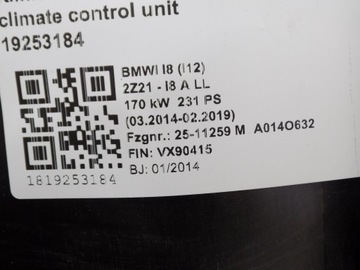 climate control unit
19253184
BMWI I8 (I12)
2Z21 - I8 A LL
170 kW 231 PS
(03.2014-02.2019)
Fzgnr.: 25-11259 M A014O632
FIN: VX90415
BJ: 01/2014
1819253184